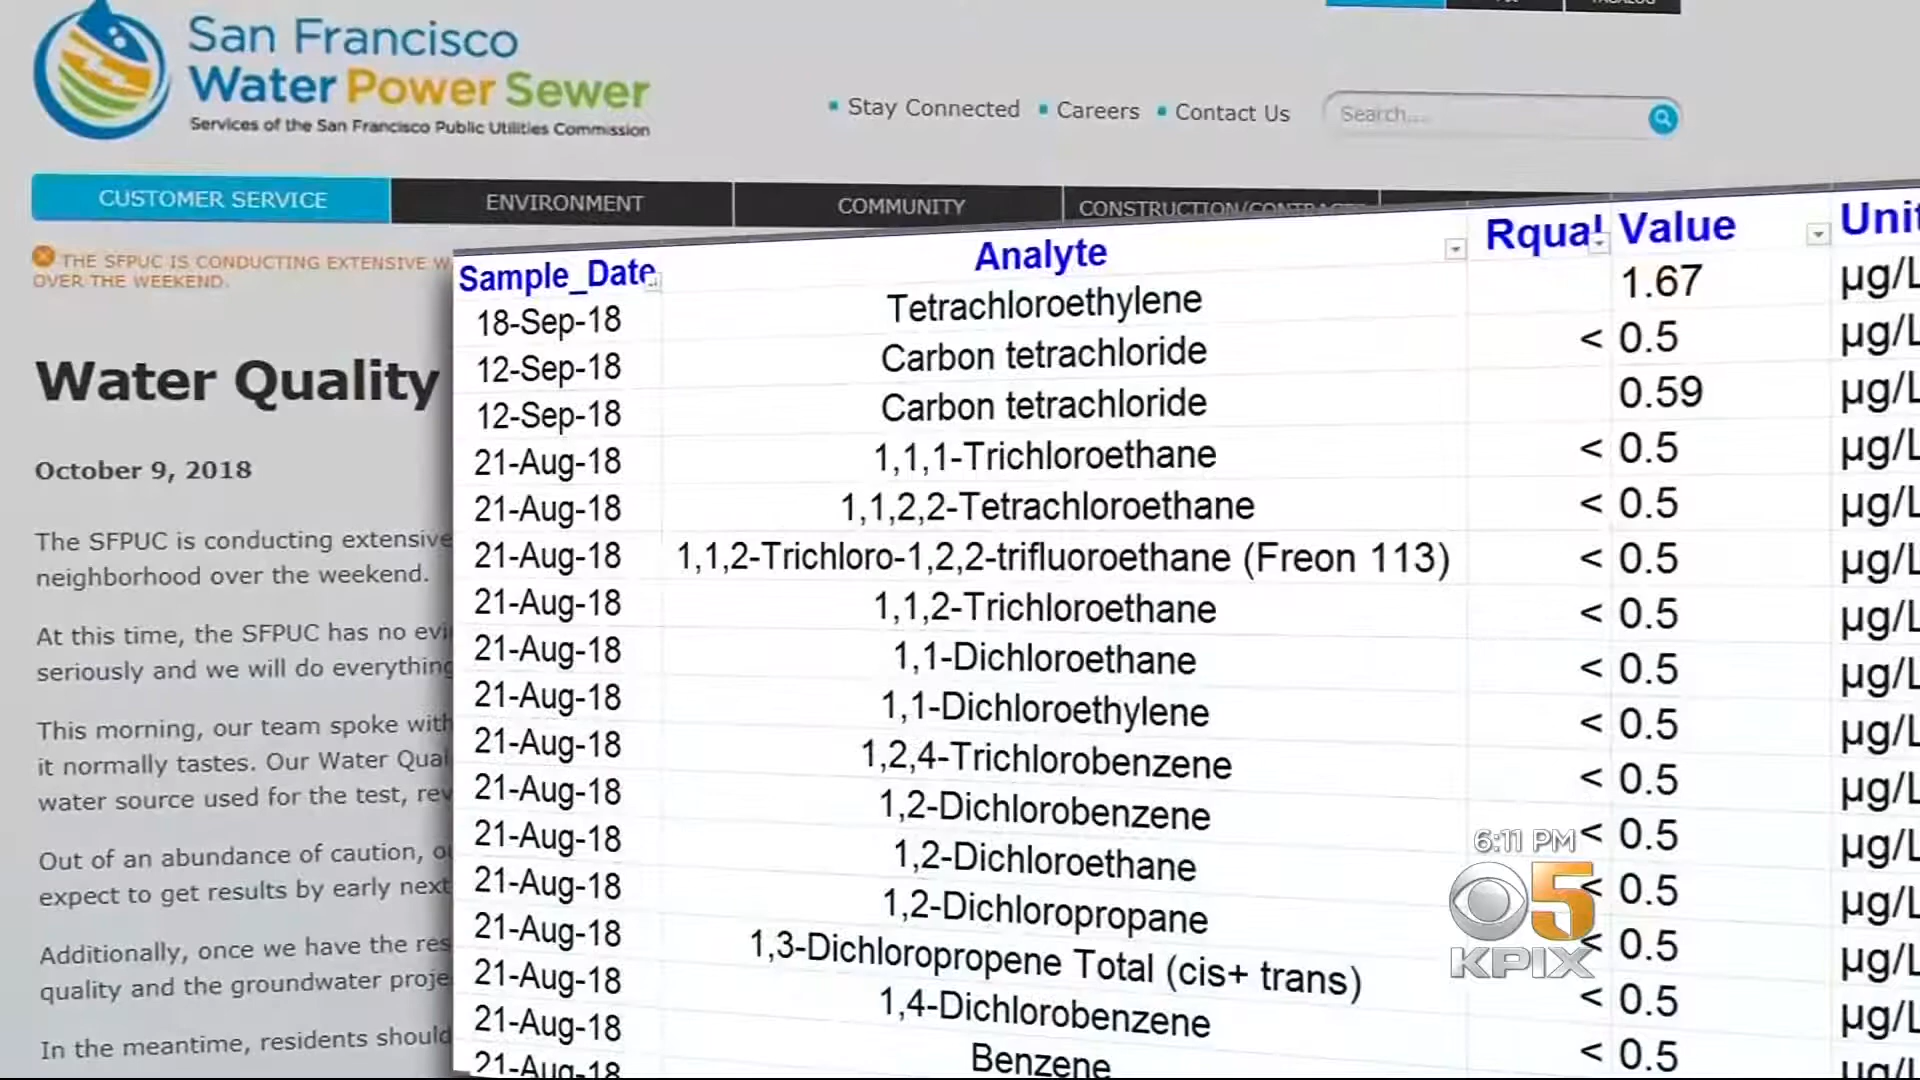 San Francisco
Water Power Sewer
Services of the San Francisco Public Utilities Commission
Stay Connected Careers Contact Us
Search....
CUSTOMER SERVICE ENVIRONMENT COMMUNITY
THE SFPUC IS CONDUCTING EXTENSIVE
OVER THE WEEKEND.
Water Quality
October 9, 2018
The SFPUC is conducting extensive
neighborhood over the weekend.
At this time, the SFPUC has no
seriously and we will do everything
This morning, our team spoke with
it normally tastes. Our Water
water source used for the test,
Out of an abundance of caution,
expect to get results by early next
Additionally, once we have the
quality and the groundwater
In the meantime, residents should
Sample_Date Analyte Rqual Value Unit
18-Sep-18 Tetrachloroethylene 1.67 µg/L
12-Sep-18 Carbon tetrachloride < 0.5 µg/L
12-Sep-18 Carbon tetrachloride 0.59 µg/L
21-Aug-18 1,1,1-Trichloroethane < 0.5 µg/L
21-Aug-18 1,1,2,2-Tetrachloroethane < 0.5 µg/L
21-Aug-18 1,1,2-Trichloro-1,2,2-trifluoroethane (Freon 113) < 0.5 µg/L
21-Aug-18 1,1,2-Trichloroethane < 0.5 µg/L
21-Aug-18 1,1-Dichloroethane < 0.5 µg/L
21-Aug-18 1,1-Dichloroethylene < 0.5 µg/L
21-Aug-18 1,2,4-Trichlorobenzene < 0.5 µg/L
21-Aug-18 1,2-Dichlorobenzene < 0.5 µg/L
21-Aug-18 1,2-Dichloroethane < 0.5 µg/L
21-Aug-18 1,2-Dichloropropane < 0.5 µg/L
21-Aug-18 1,3-Dichloropropene Total (cis+ trans) < 0.5 µg/L
21-Aug-18 1,4-Dichlorobenzene < 0.5 µg/L
21-Aug-18 Benzene
21-Aug-18
6:11 PM
5
KPIX